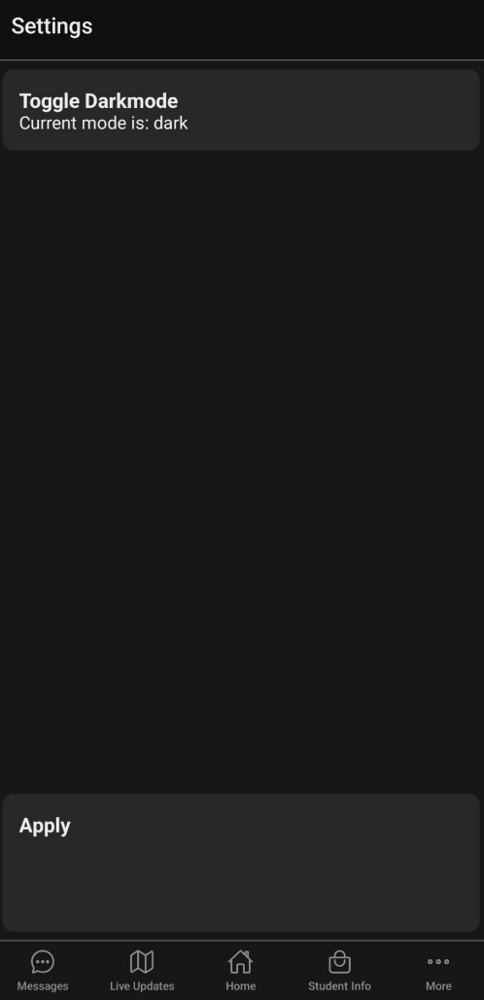 Settings
Toggle Darkmode
Current mode is: dark
Apply
Messages
Live Updates
Home
Student Info
More